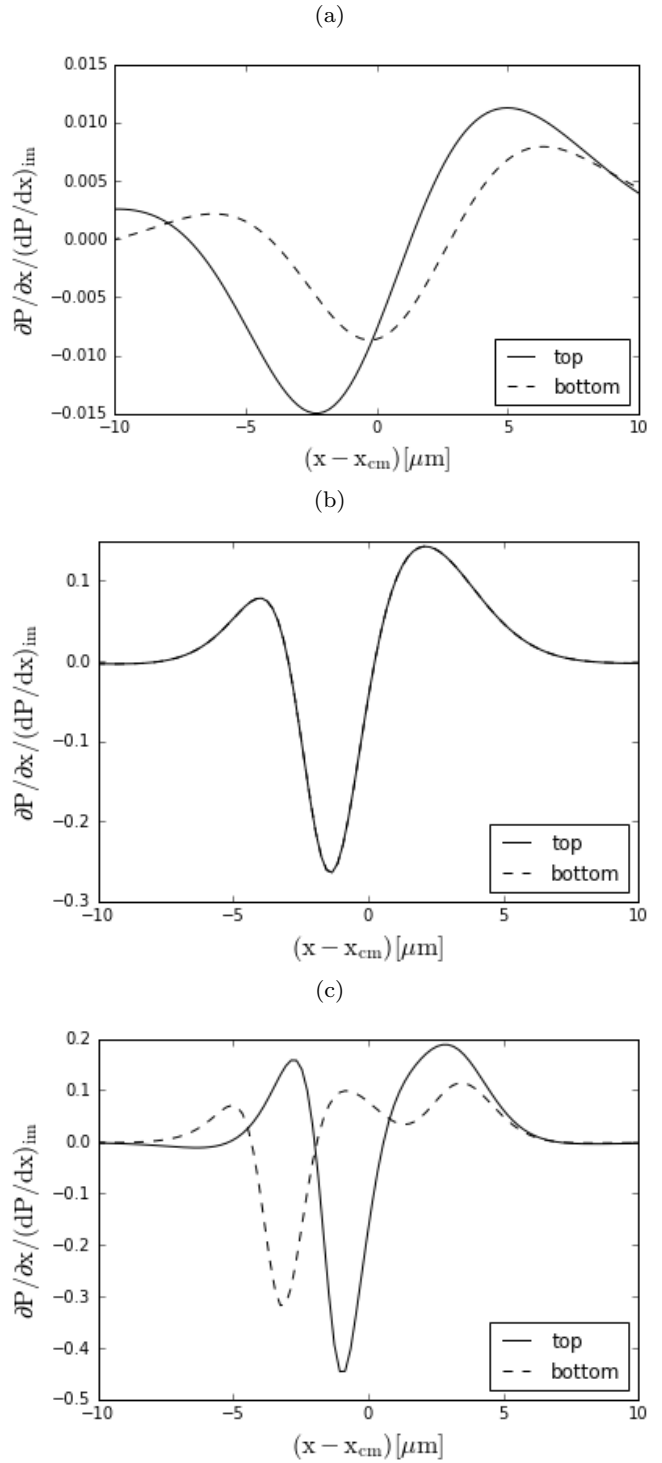 (a)
∂P/∂x/(dP/dx)im
0.015
0.010
0.005
0.000
−0.005
−0.010
−0.015
−10
−5
0
5
10
top
bottom
(x − xcm)[μm]
(b)
∂P/∂x/(dP/dx)im
0.1
0.0
−0.1
−0.2
−0.3
−10
−5
0
5
10
top
bottom
(x − xcm)[μm]
(c)
∂P/∂x/(dP/dx)im
0.2
0.1
0.0
−0.1
−0.2
−0.3
−0.4
−0.5
−10
−5
0
5
10
top
bottom
(x − xcm)[μm]